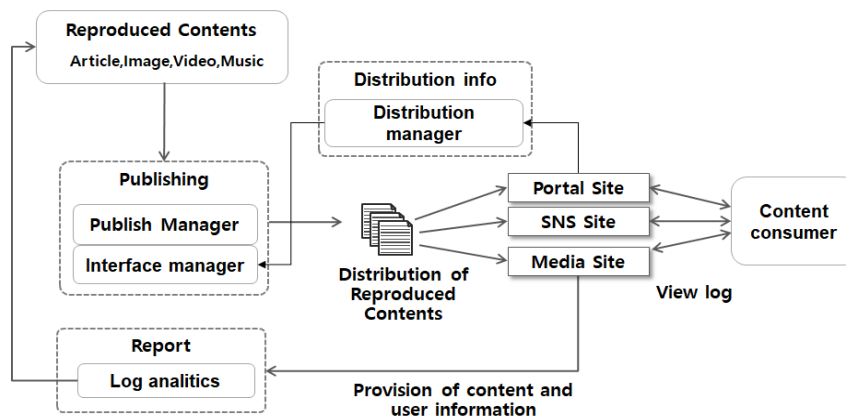 Reproduced Contents
Article,Image,Video,Music
Distribution info
Distribution
manager
Publishing
Publish Manager
Interface manager
Distribution of
Reproduced
Contents
Portal Site
SNS Site
Media Site
Content
consumer
View log
Report
Log analitics
Provision of content and
user information